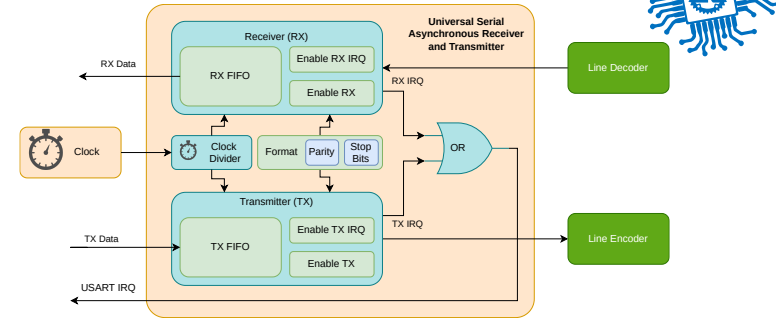 Universal Serial
Asynchronous Receiver
and Transmitter
Receiver (RX)
RX FIFO
Enable RX IRQ
Enable RX
RX Data
RX IRQ
Line Decoder
Clock
Clock
Divider
Format
Parity
Stop
Bits
OR
Transmitter (TX)
TX FIFO
Enable TX IRQ
Enable TX
TX Data
TX IRQ
Line Encoder
USART IRQ